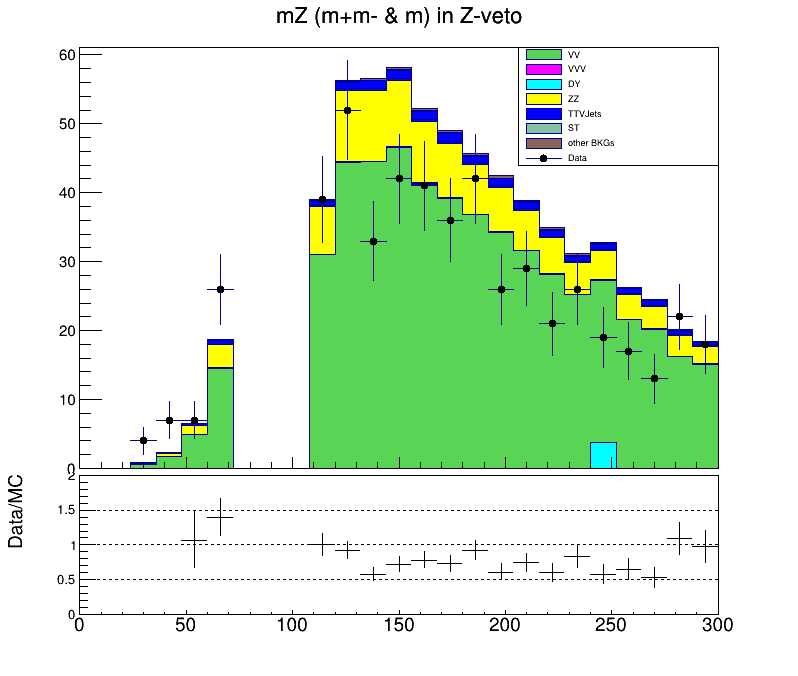 mZ (m+m- & m) in Z-veto
60
50
40
30
20
10
0
VV
VVV
DY
ZZ
TTVJets
ST
other BKGs
Data
Data/MC
2
1.5
1
0.5
0
0 50 100 150 200 250 300